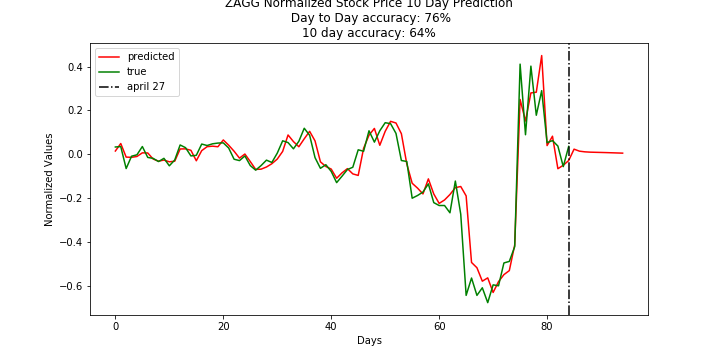 ZAGG Normalized Stock Price 10 Day Prediction
Day to Day accuracy: 76%
10 day accuracy: 64%
predicted
true
april 27
Normalized Values
0.4
0.2
0.0
−0.2
−0.4
−0.6
0
20
40
60
80
Days